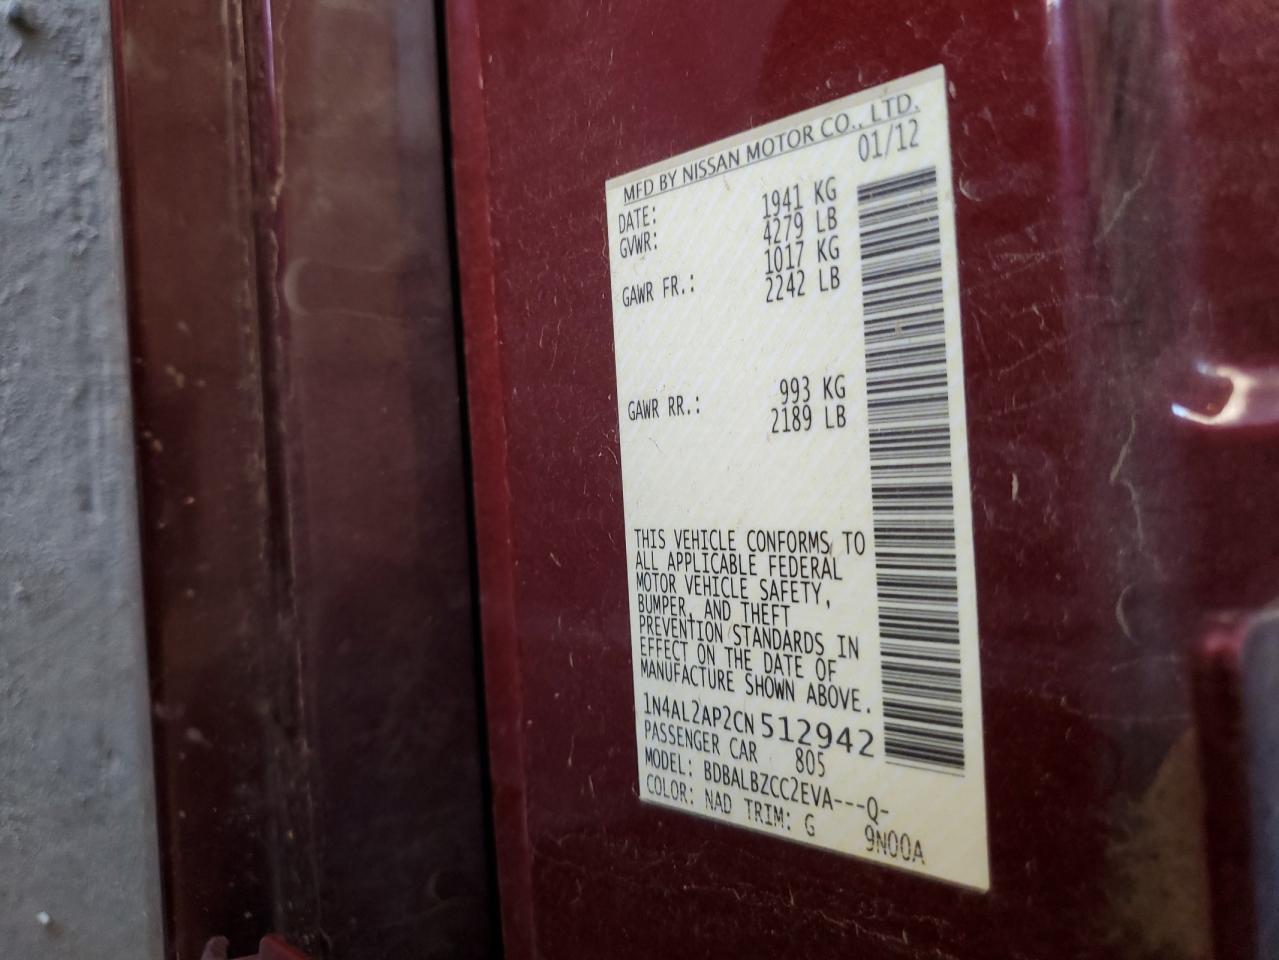 MFD BY NISSAN MOTOR CO., LTD.
DATE: 01/12
GVWR: 1941 KG
4279 LB
GAWR FR.: 1017 KG
2242 LB
GAWR RR.: 993 KG
2189 LB
THIS VEHICLE CONFORMS TO
ALL APPLICABLE FEDERAL
MOTOR VEHICLE SAFETY,
BUMPER, AND THEFT
PREVENTION STANDARDS IN
EFFECT ON THE DATE OF
MANUFACTURE SHOWN ABOVE.
1N4AL2AP2CN512942
PASSENGER CAR 805
MODEL: BDBALBZCC2EVA---Q-
COLOR: NAD TRIM: G 9N00A